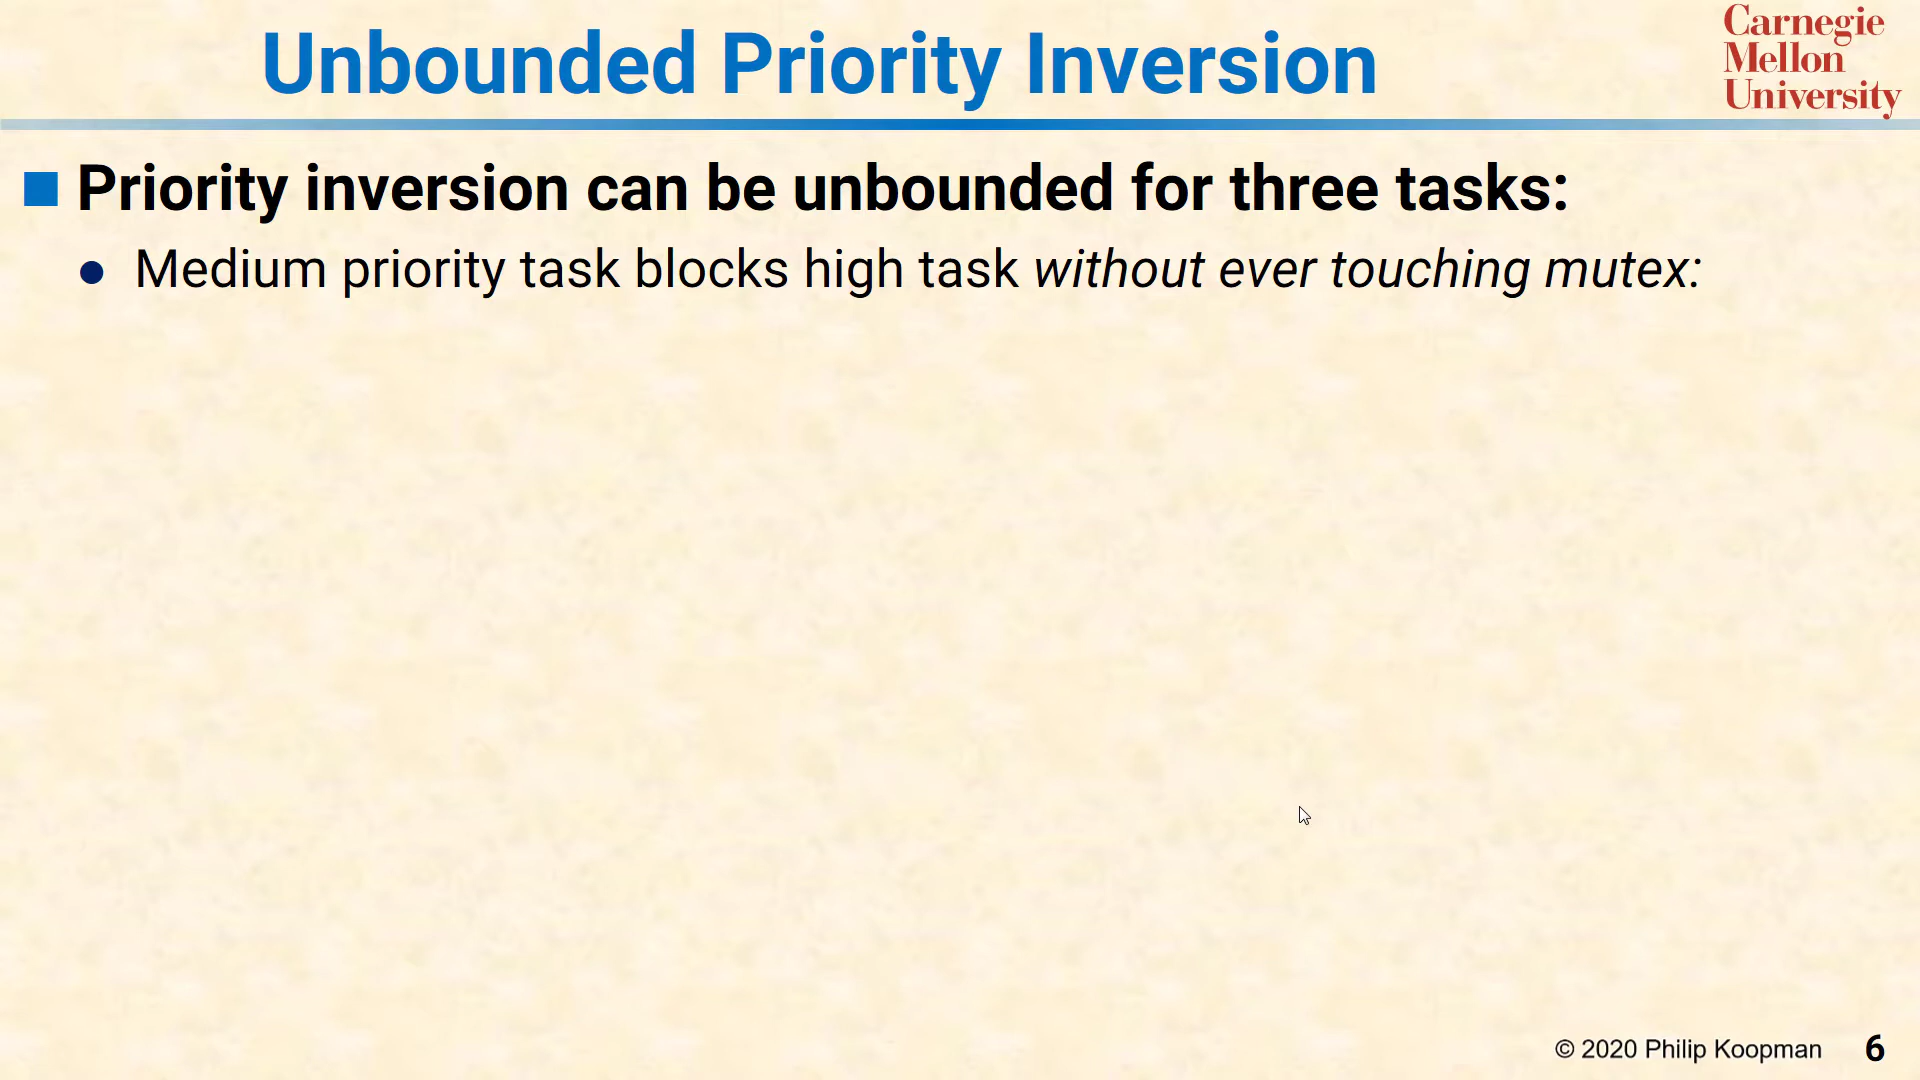 Unbounded Priority Inversion
Carnegie
Mellon
University
Priority inversion can be unbounded for three tasks:
Medium priority task blocks high task without ever touching mutex:
© 2020 Philip Koopman 6